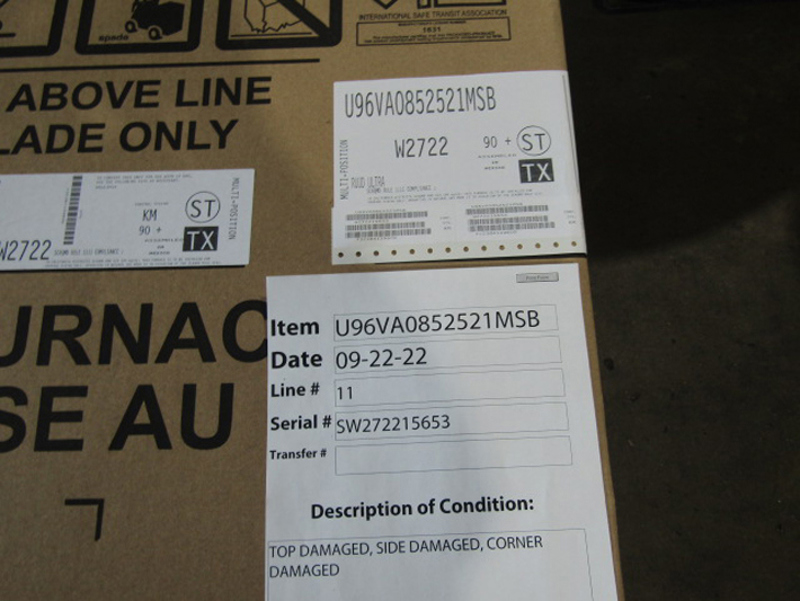 spade
INTERNATIONAL SAFE TRANSIT ASSOCIATION
1631
ABOVE LINE
LADE ONLY
U96VA0852521MSB
W2722
90 +
ST
TX
MULTI-POSITION
RUUD ULTRA
W2722
KM
90 +
ST
TX
MULTI-POSITION
URNAC
SE AU
Item U96VA0852521MSB
Date 09-22-22
Line # 11
Serial # SW272215653
Transfer #
Description of Condition:
TOP DAMAGED, SIDE DAMAGED, CORNER
DAMAGED